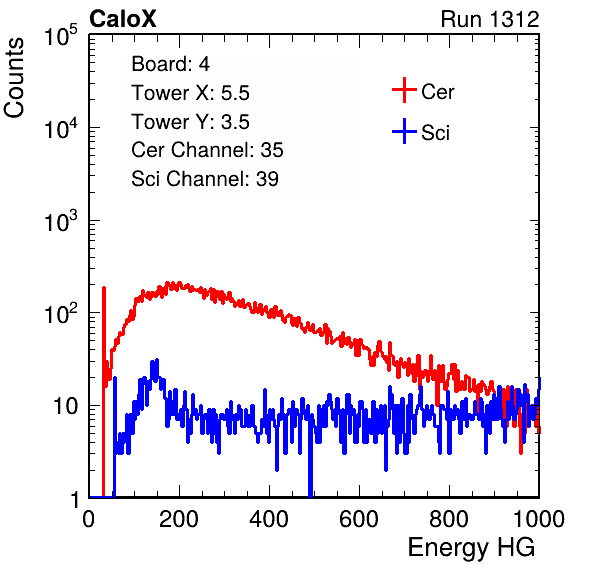 CaloX Run 1312
Counts
10^5
10^4
10^3
10^2
10
1
Board: 4
Tower X: 5.5
Tower Y: 3.5
Cer Channel: 35
Sci Channel: 39
Cer
Sci
0 200 400 600 800 1000
Energy HG